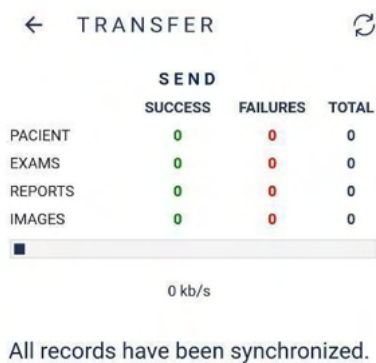 TRANSFER
SEND
SUCCESS FAILURES TOTAL
PACIENT 0 0 0
EXAMS 0 0 0
REPORTS 0 0 0
IMAGES 0 0 0
0 kb/s
All records have been synchronized.